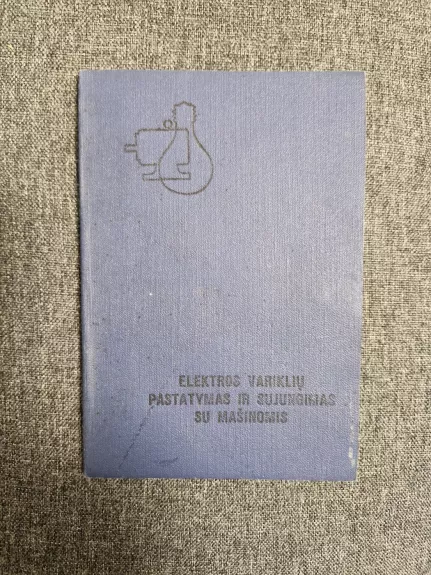 ELEKTROS VARIKLIŲ
PASTATYMAS IR SUJUNGIMAS
SU MAŠINOMIS